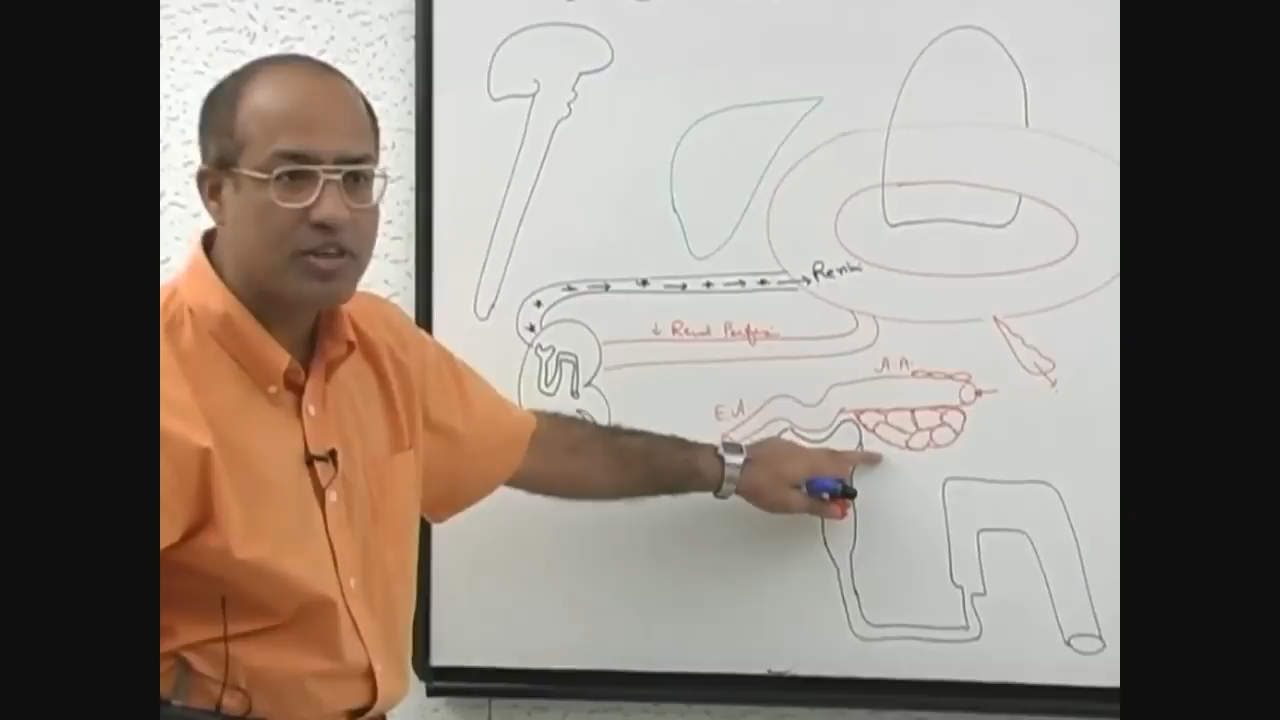 Renin
↓ Renal Perfusion
A.A.
E.A